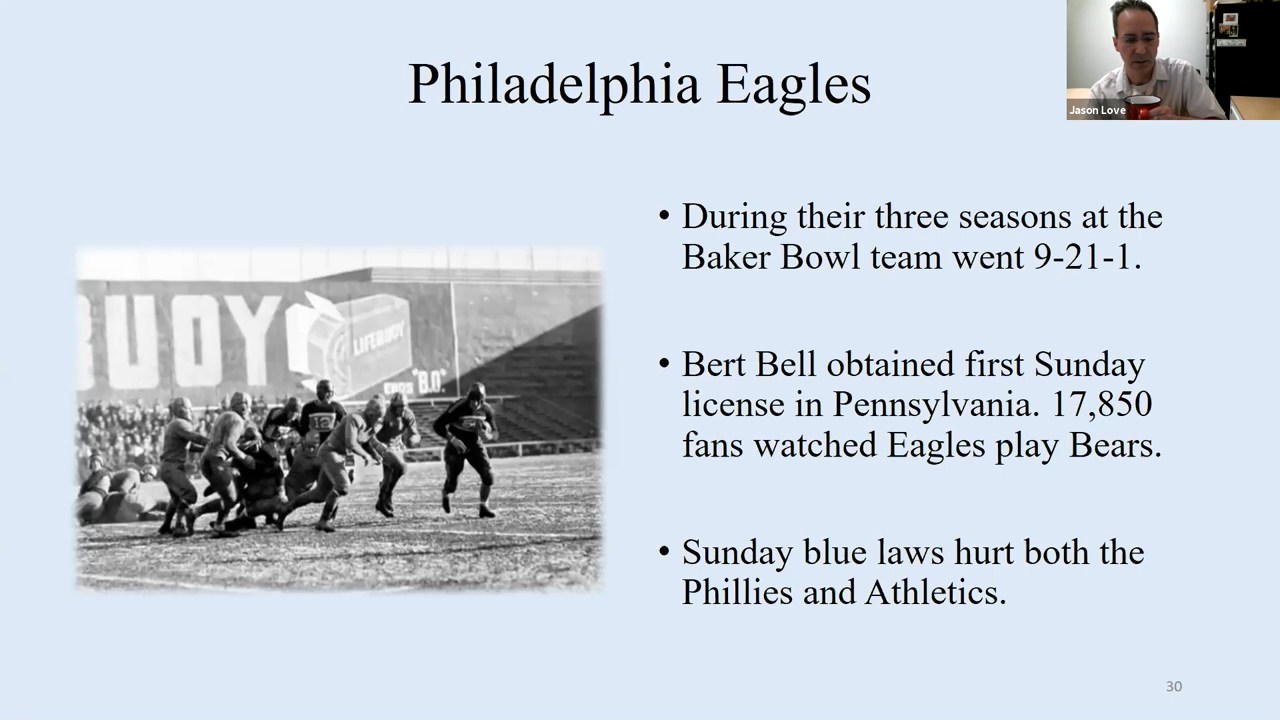 Philadelphia Eagles
Jason Love
• During their three seasons at the
Baker Bowl team went 9-21-1.
• Bert Bell obtained first Sunday
license in Pennsylvania. 17,850
fans watched Eagles play Bears.
• Sunday blue laws hurt both the
Phillies and Athletics.
BUOY
LIFEBUOY
ENDS "B.O."
12
30